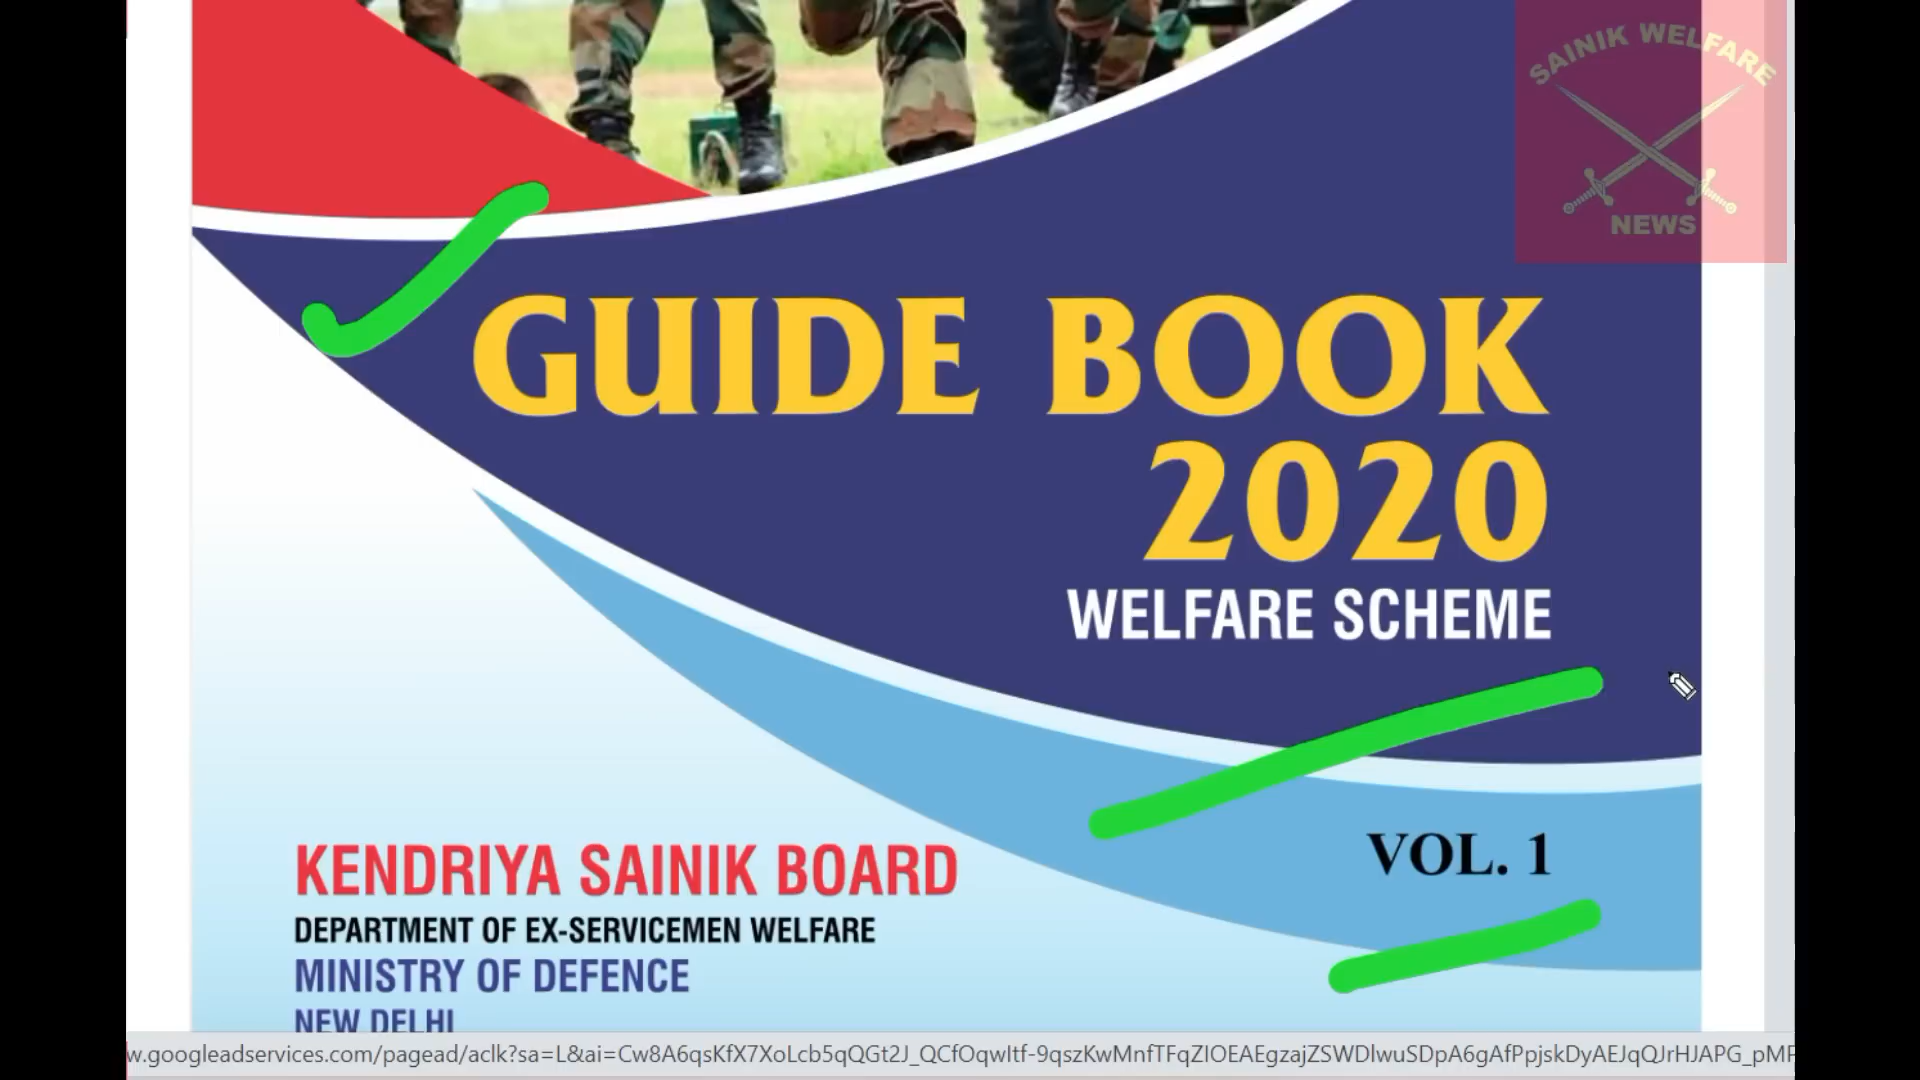 SAINIK WELFARE
NEWS
GUIDE BOOK
2020
WELFARE SCHEME
VOL. 1
KENDRIYA SAINIK BOARD
DEPARTMENT OF EX-SERVICEMEN WELFARE
MINISTRY OF DEFENCE
NEW DELHI
w.googleadservices.com/pagead/aclk?sa=L&ai=Cw8A6qsKfX7XoLcb5qQGt2J_QCfOqwItf-9qszKwMnfTFqZIOEAEgzajZSWDlwuSDpA6gAfPpjskDyAEJqQJrHJAPG_pMF